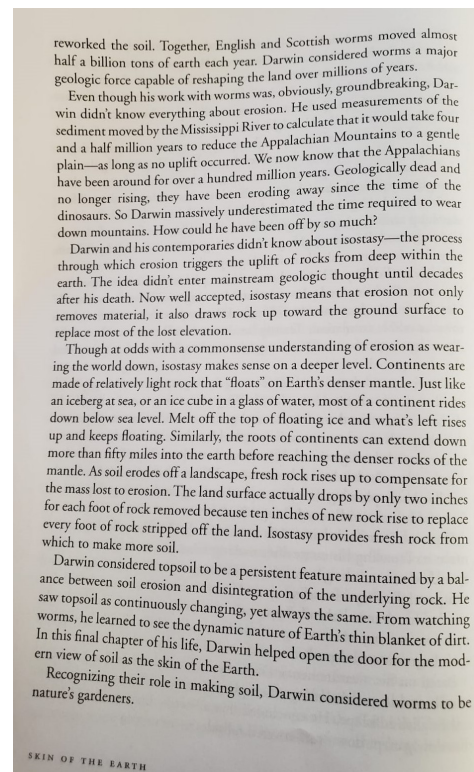 reworked the soil. Together, English and Scottish worms moved almost
half a billion tons of earth each year. Darwin considered worms a major
geologic force capable of reshaping the land over millions of years.
Even though his work with worms was, obviously, groundbreaking, Dar-
win didn't know everything about erosion. He used measurements of the
sediment moved by the Mississippi River to calculate that it would take four
and a half million years to reduce the Appalachian Mountains to a gentle
plain—as long as no uplift occurred. We now know that the Appalachians
have been around for over a hundred million years. Geologically dead and
no longer rising, they have been eroding away since the time of the
dinosaurs. So Darwin massively underestimated the time required to wear
down mountains. How could he have been off by so much?
Darwin and his contemporaries didn't know about isostasy—the process
through which erosion triggers the uplift of rocks from deep within the
earth. The idea didn't enter mainstream geologic thought until decades
after his death. Now well accepted, isostasy means that erosion not only
removes material, it also draws rock up toward the ground surface to
replace most of the lost elevation.
Though at odds with a commonsense understanding of erosion as wear-
ing the world down, isostasy makes sense on a deeper level. Continents are
made of relatively light rock that "floats" on Earth's denser mantle. Just like
an iceberg at sea, or an ice cube in a glass of water, most of a continent rides
down below sea level. Melt off the top of floating ice and what's left rises
up and keeps floating. Similarly, the roots of continents can extend down
more than fifty miles into the earth before reaching the denser rocks of the
mantle. As soil erodes off a landscape, fresh rock rises up to compensate for
the mass lost to erosion. The land surface actually drops by only two inches
for each foot of rock removed because ten inches of new rock rise to replace
every foot of rock stripped off the land. Isostasy provides fresh rock from
which to make more soil.
Darwin considered topsoil to be a persistent feature maintained by a bal-
ance between soil erosion and disintegration of the underlying rock. He
saw topsoil as continuously changing, yet always the same. From watching
worms, he learned to see the dynamic nature of Earth's thin blanket of dirt.
In this final chapter of his life, Darwin helped open the door for the mod-
ern view of soil as the skin of the Earth.
Recognizing their role in making soil, Darwin considered worms to be
nature's gardeners.
SKIN OF THE EARTH